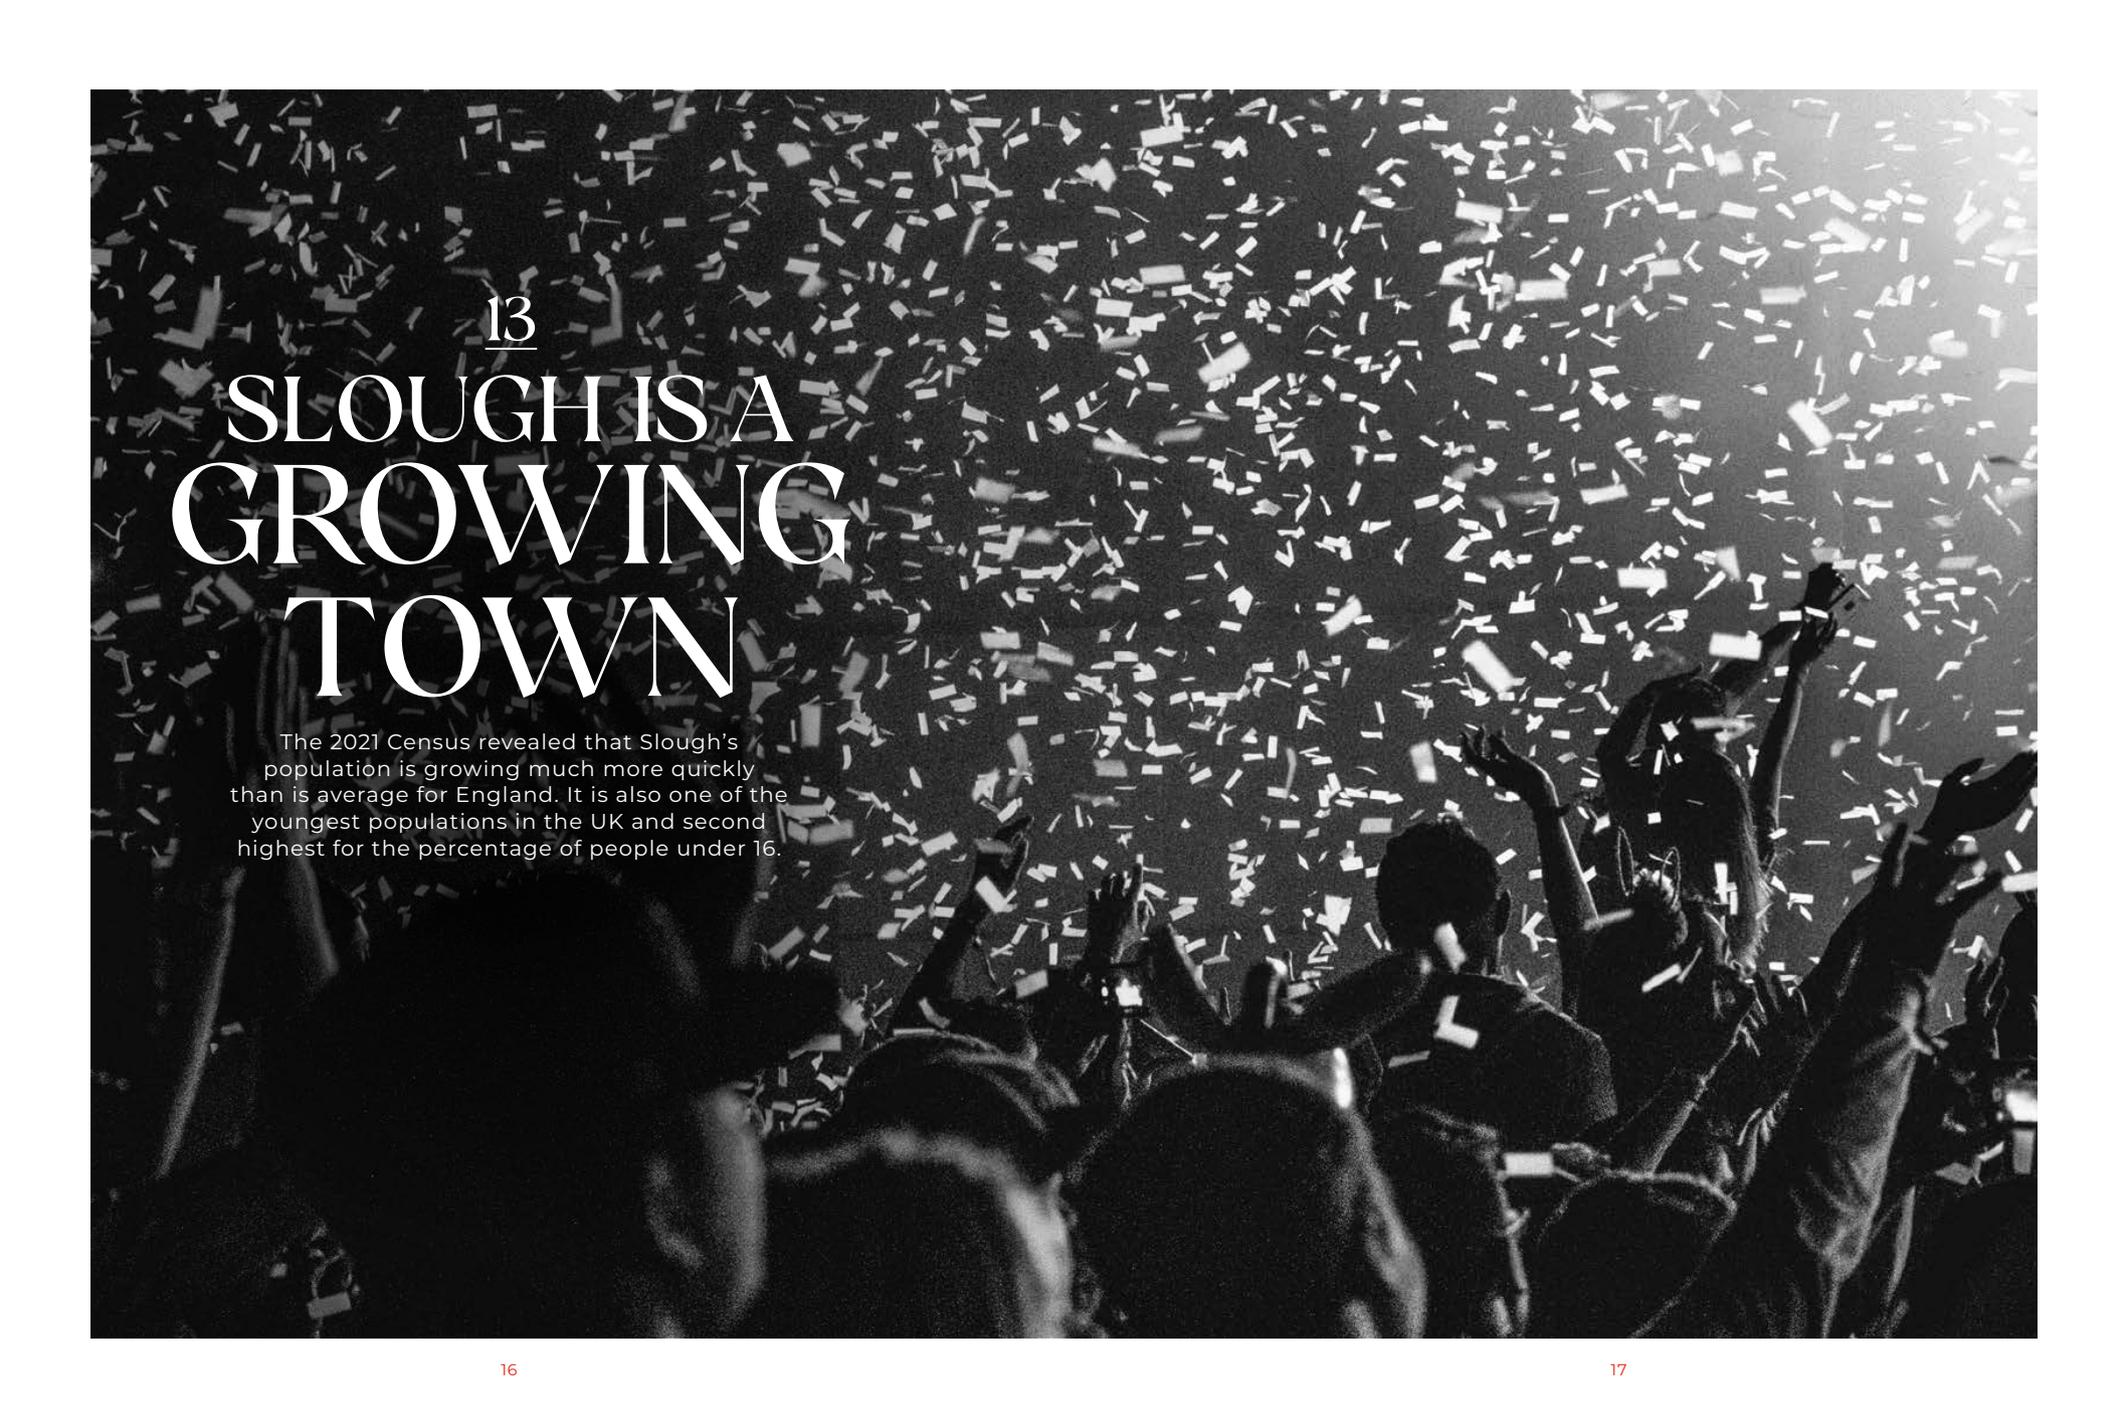 13
SLOUGH IS A
GROWING
TOWN
The 2021 Census revealed that Slough’s
population is growing much more quickly
than is average for England. It is also one of the
youngest populations in the UK and second
highest for the percentage of people under 16.
16
17